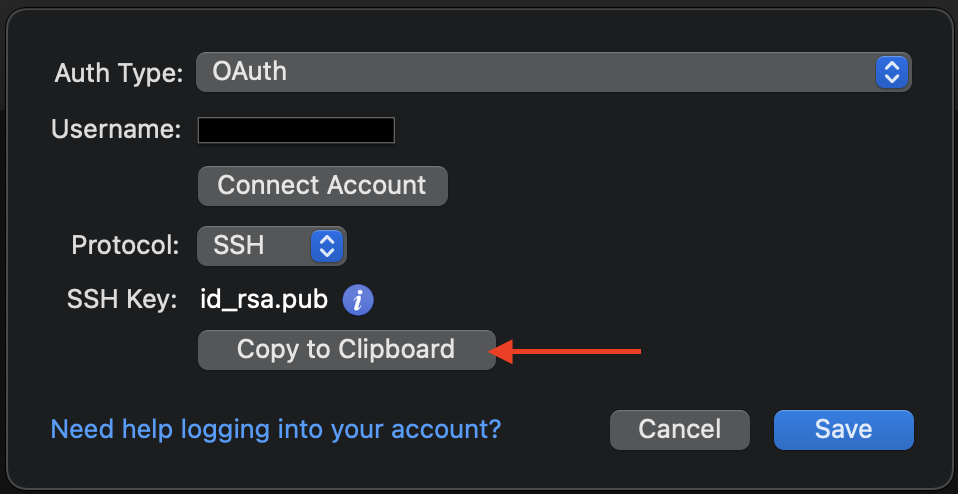 Auth Type: OAuth
Username:
Connect Account
Protocol: SSH
SSH Key: id_rsa.pub i
Copy to Clipboard
Need help logging into your account? Cancel Save